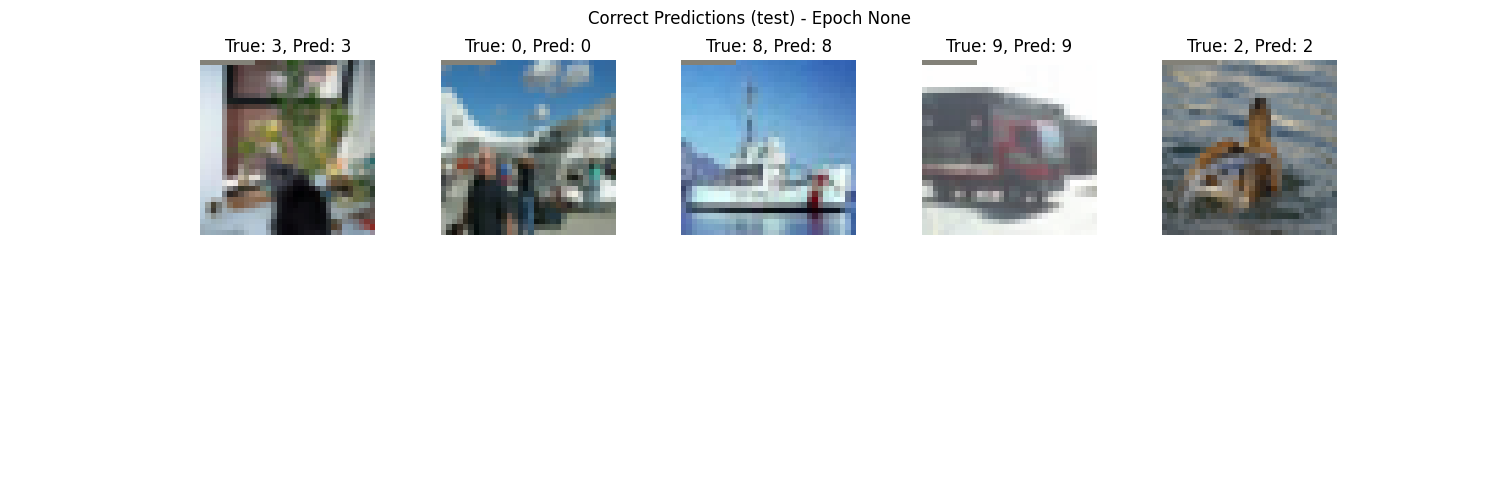 Correct Predictions (test) - Epoch None
True: 3, Pred: 3 True: 0, Pred: 0 True: 8, Pred: 8 True: 9, Pred: 9 True: 2, Pred: 2